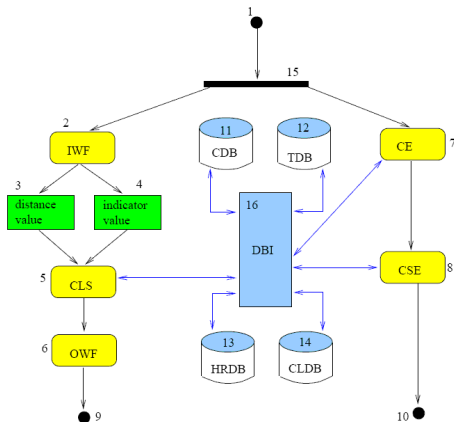 1
15
2
IWF
11
CDB
12
TDB
CE
7
3
4
distance
value
indicator
value
16
DBI
5
CLS
CSE
8
6
OWF
13
HRDB
14
CLDB
9
10